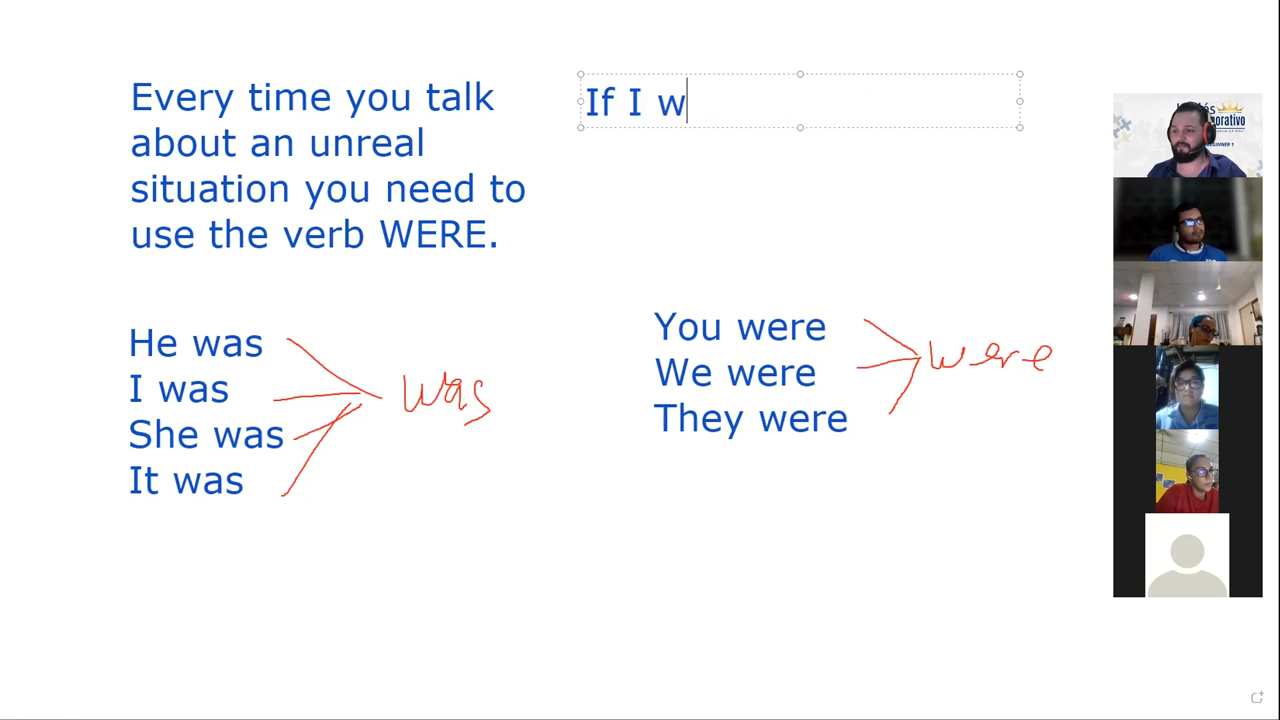 Every time you talk
about an unreal
situation you need to
use the verb WERE.
If I w
He was
I was
She was
It was
was
You were
We were
They were
were